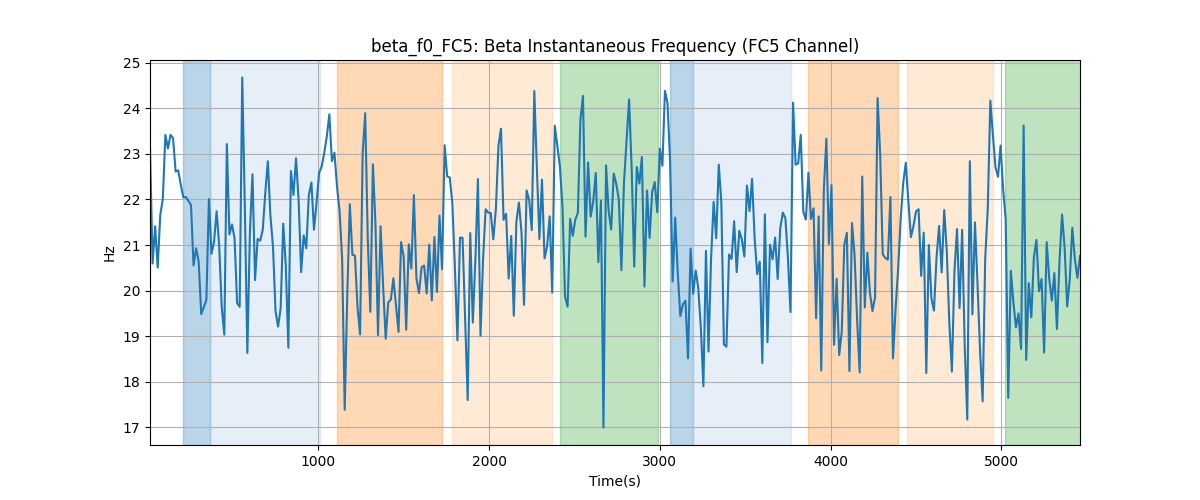 beta_f0_FC5: Beta Instantaneous Frequency (FC5 Channel)
25
24
23
22
21
20
19
18
17
Hz
1000 2000 3000 4000 5000
Time(s)